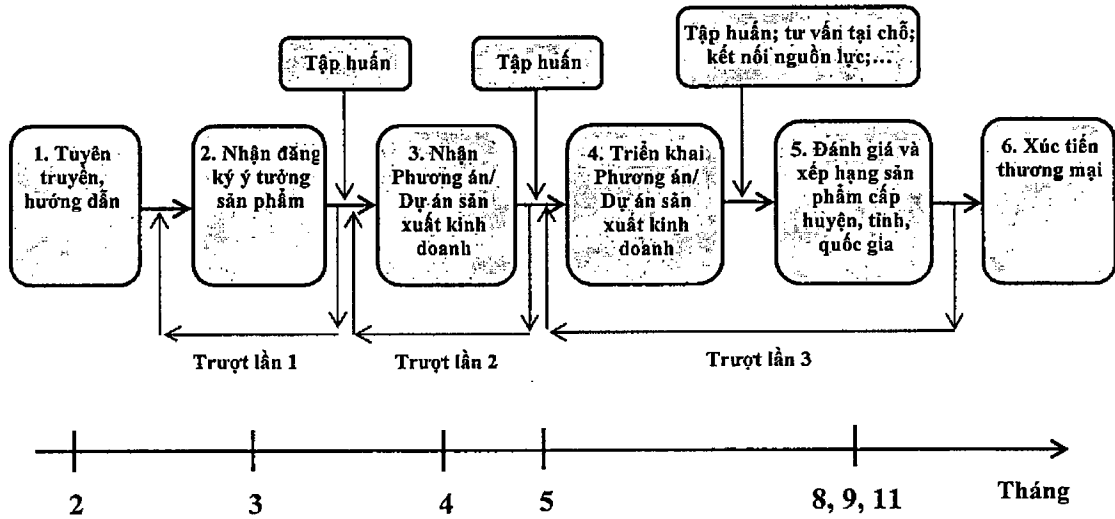 Tập huấn
Tập huấn
Tập huấn; tư vấn tại chỗ;
kết nối nguồn lực;...
1. Tuyên
truyền,
hướng dẫn
2. Nhận đăng
ký ý tưởng
sản phẩm
3. Nhận
Phương án/
Dự án sản
xuất kinh
doanh
4. Triển khai
Phương án/
Dự án sản
xuất kinh
doanh
5. Đánh giá và
xếp hạng sản
phẩm cấp
huyện, tỉnh,
quốc gia
6. Xúc tiến
thương mại
Trượt lần 1
Trượt lần 2
Trượt lần 3
2
3
4
5
8, 9, 11
Tháng